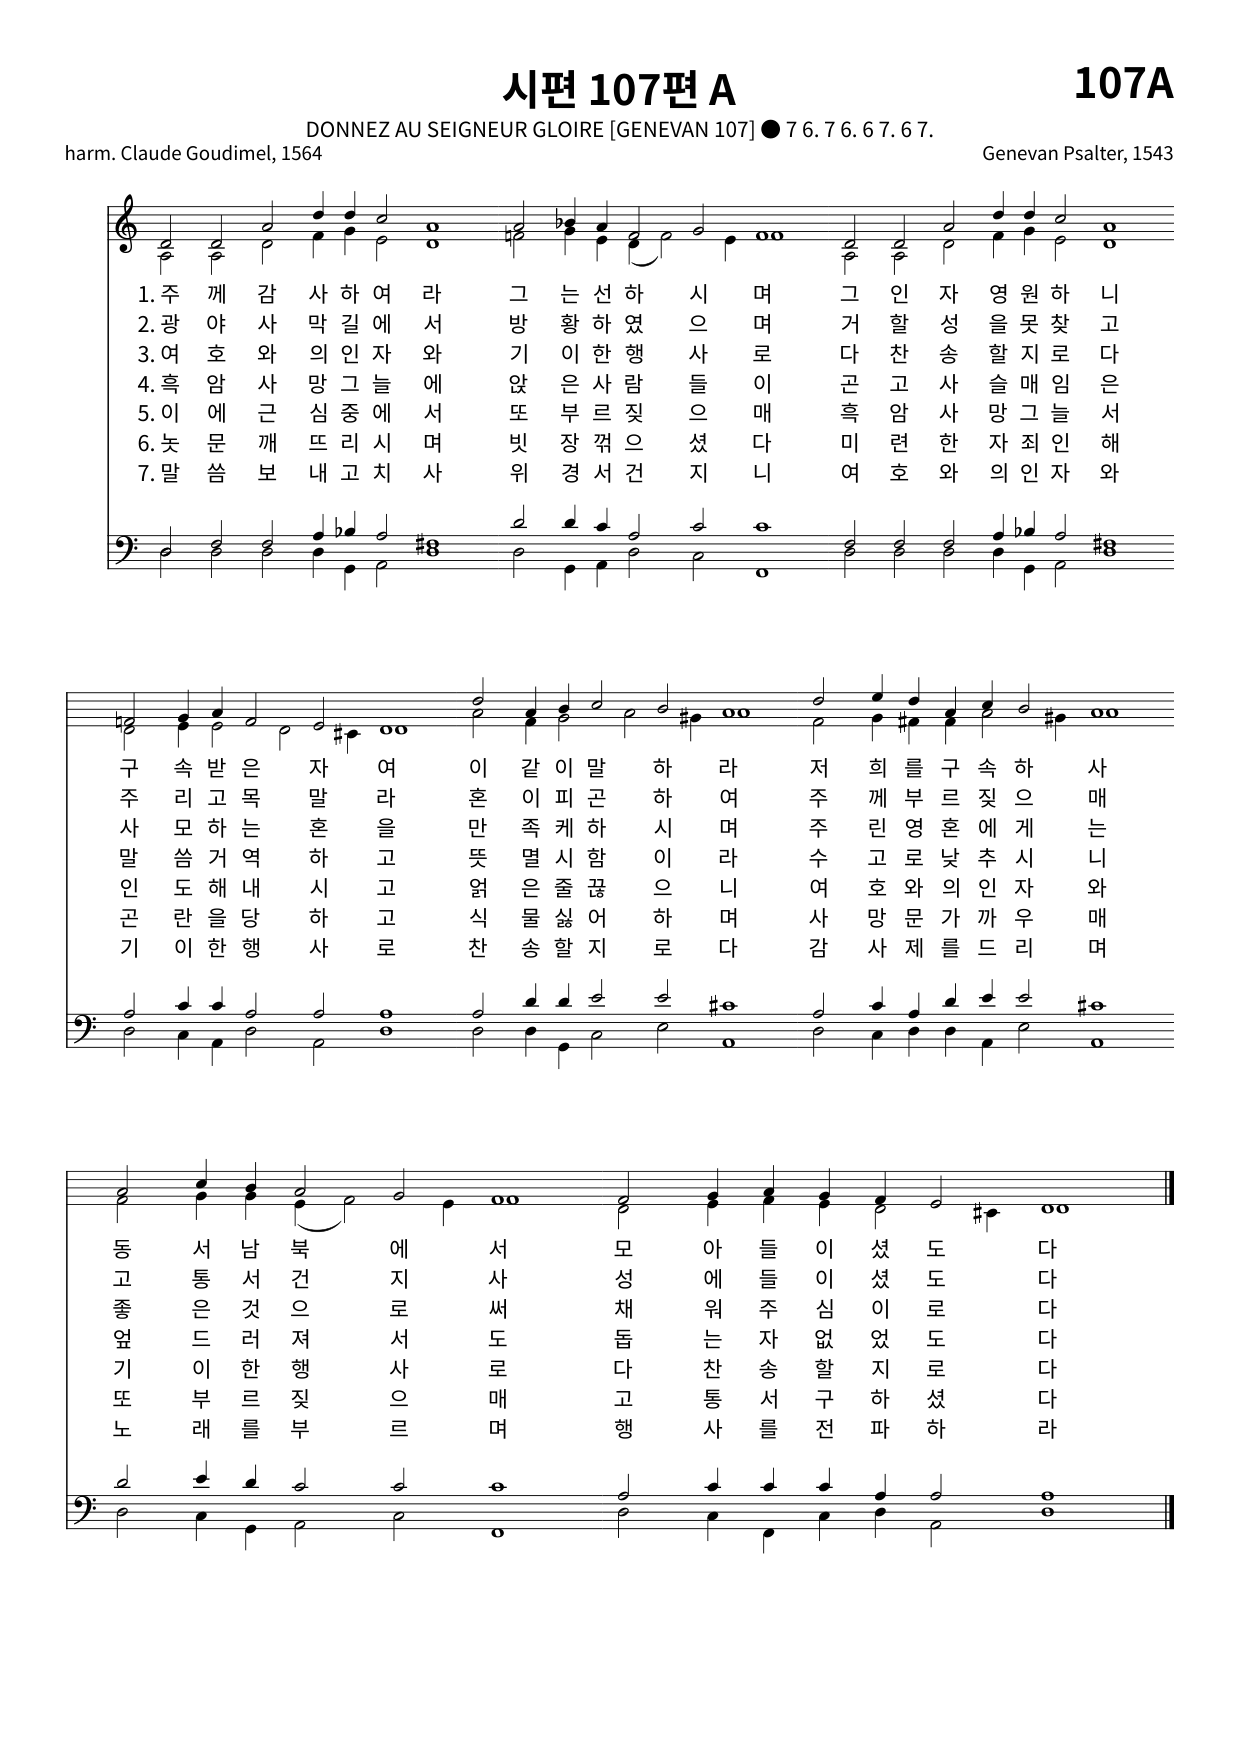 시편 107편 A
107A
DONNEZ AU SEIGNEUR GLOIRE [GENEVAN 107] ● 7 6. 7 6. 6 7. 6 7.
harm. Claude Goudimel, 1564
Genevan Psalter, 1543
1. 주 께 감 사 하 여 라 그 는 선 하 시 며 그 인 자 영 원 하 니
2. 광 야 사 막 길 에 서 방 황 하 였 으 며 거 할 성 을 못 찾 고
3. 여 호 와 의 인 자 와 기 이 한 행 사 로 다 찬 송 할 지 로 다
4. 흑 암 사 망 그 늘 에 앉 은 사 람 들 이 곤 고 사 슬 매 임 은
5. 이 에 근 심 중 에 서 또 부 르 짖 으 매 흑 암 사 망 그 늘 서
6. 놋 문 깨 뜨 리 시 며 빗 장 꺾 으 셨 다 미 련 한 자 죄 인 해
7. 말 씀 보 내 고 치 사 위 경 서 건 지 니 여 호 와 의 인 자 와
구 속 받 은 자 여 이 같 이 말 하 라 저 희 를 구 속 하 사
주 리 고 목 말 라 혼 이 피 곤 하 여 주 께 부 르 짖 으 매
사 모 하 는 혼 을 만 족 케 하 시 며 주 린 영 혼 에 게 는
말 씀 거 역 하 고 뜻 멸 시 함 이 라 수 고 로 낮 추 시 니
인 도 해 내 시 고 얽 은 줄 끊 으 니 여 호 와 의 인 자 와
곤 란 을 당 하 고 식 물 싫 어 하 며 사 망 문 가 까 우 매
기 이 한 행 사 로 찬 송 할 지 로 다 감 사 제 를 드 리 며
동 서 남 북 에 서 모 아 들 이 셨 도 다
고 통 서 건 지 사 성 에 들 이 셨 도 다
좋 은 것 으 로 써 채 워 주 심 이 로 다
엎 드 러 져 서 도 돕 는 자 없 었 도 다
기 이 한 행 사 로 다 찬 송 할 지 로 다
또 부 르 짖 으 매 고 통 서 구 하 셨 다
노 래 를 부 르 며 행 사 를 전 파 하 라